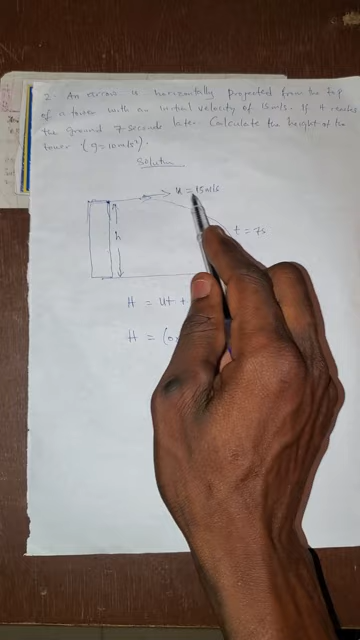 2. An arrow is horizontally projected from the top
of a tower with an initial velocity of 15m/s. If it reaches
the ground 7 seconds later. Calculate the height of the
tower (g = 10m/s²).
Solution
u = 15m/s
h
t = 7s
H = ut +
H = (0x